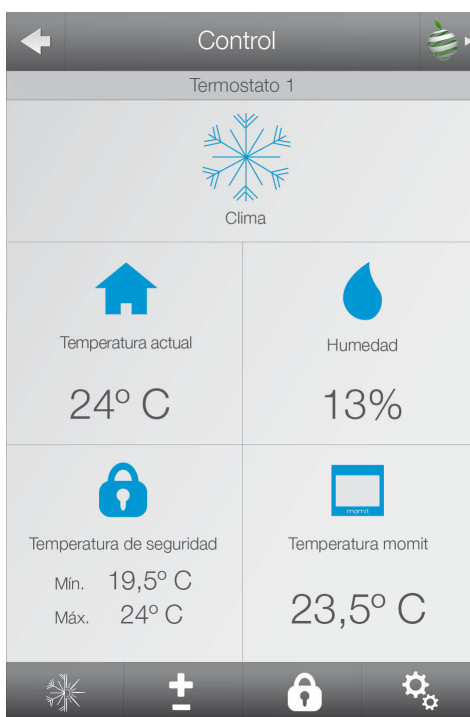 Control
Termostato 1
Clima
Temperatura actual
24º C
Humedad
13%
Temperatura de seguridad
Mín. 19,5º C
Máx. 24º C
momit
Temperatura momit
23,5º C